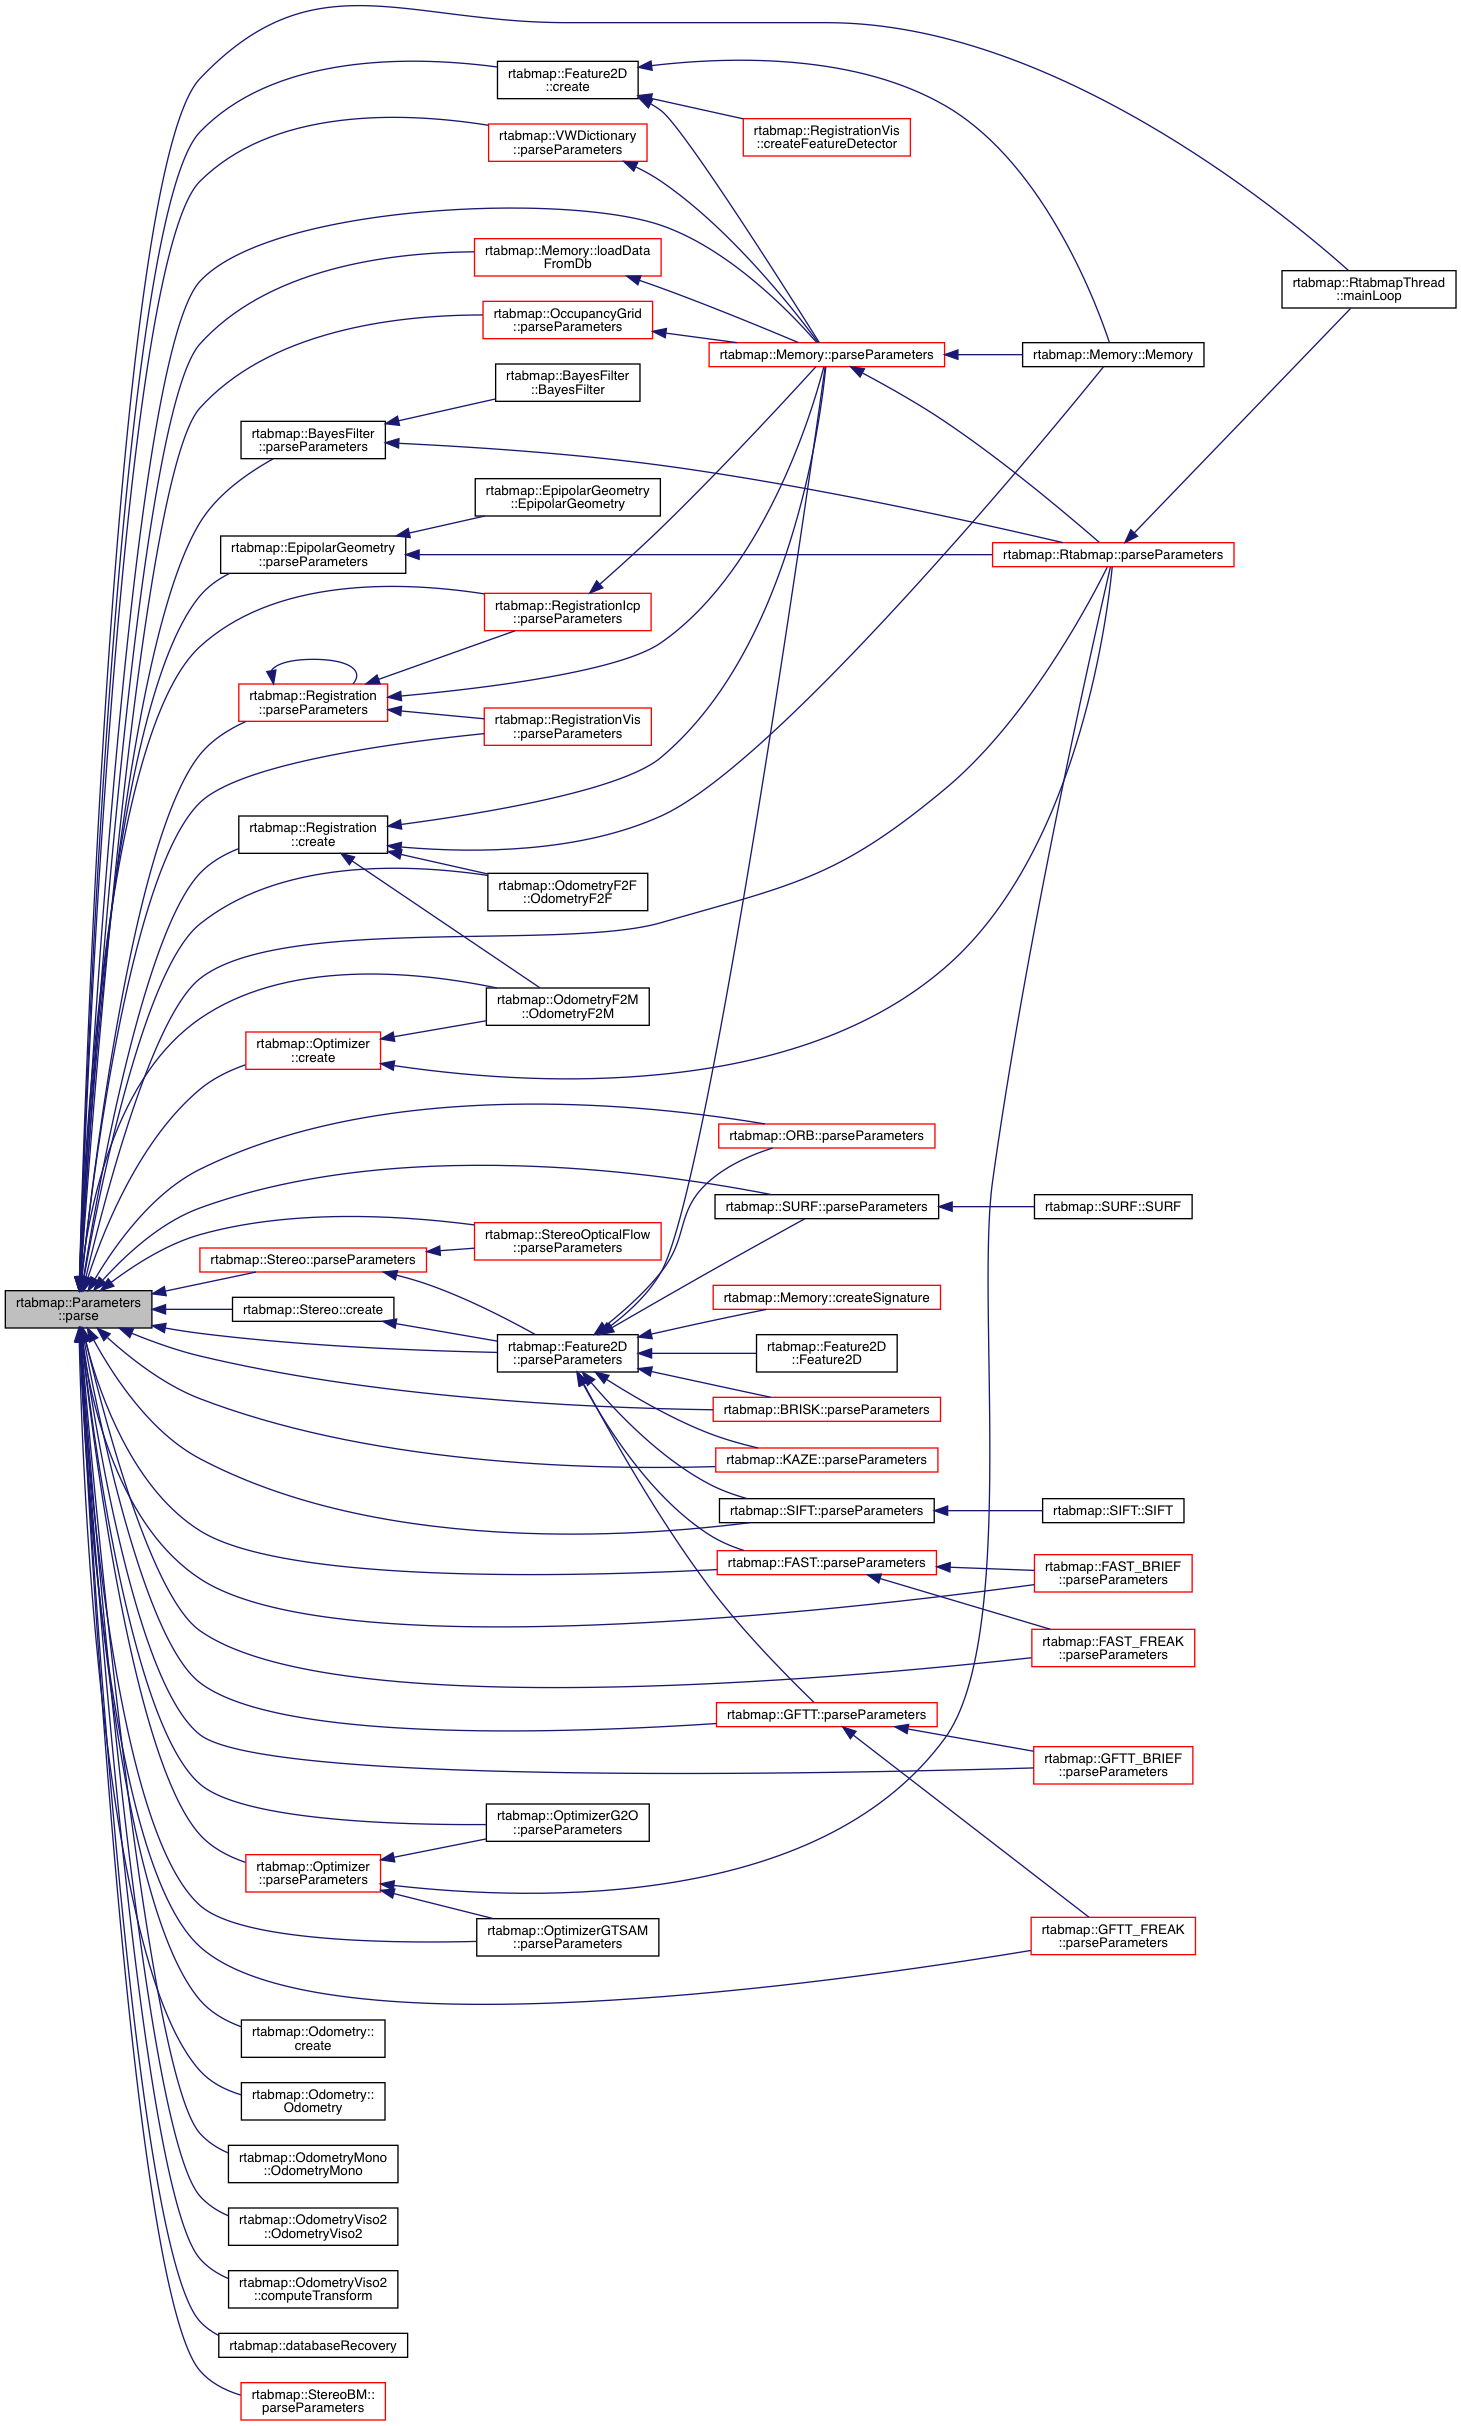 rtabmap::Feature2D
::create
rtabmap::VWDictionary
::parseParameters
rtabmap::RegistrationVis
::createFeatureDetector
rtabmap::Memory::loadData
FromDb
rtabmap::RtabmapThread
::mainLoop
rtabmap::OccupancyGrid
::parseParameters
rtabmap::Memory::parseParameters
rtabmap::Memory::Memory
rtabmap::BayesFilter
::BayesFilter
rtabmap::BayesFilter
::parseParameters
rtabmap::EpipolarGeometry
::EpipolarGeometry
rtabmap::EpipolarGeometry
::parseParameters
rtabmap::Rtabmap::parseParameters
rtabmap::RegistrationIcp
::parseParameters
rtabmap::Registration
::parseParameters
rtabmap::RegistrationVis
::parseParameters
rtabmap::Registration
::create
rtabmap::OdometryF2F
::OdometryF2F
rtabmap::OdometryF2M
::OdometryF2M
rtabmap::Optimizer
::create
rtabmap::ORB::parseParameters
rtabmap::SURF::parseParameters
rtabmap::SURF::SURF
rtabmap::StereoOpticalFlow
::parseParameters
rtabmap::Stereo::parseParameters
rtabmap::Parameters
::parse
rtabmap::Stereo::create
rtabmap::Memory::createSignature
rtabmap::Feature2D
::parseParameters
rtabmap::Feature2D
::Feature2D
rtabmap::BRISK::parseParameters
rtabmap::KAZE::parseParameters
rtabmap::SIFT::parseParameters
rtabmap::SIFT::SIFT
rtabmap::FAST::parseParameters
rtabmap::FAST_BRIEF
::parseParameters
rtabmap::FAST_FREAK
::parseParameters
rtabmap::GFTT::parseParameters
rtabmap::GFTT_BRIEF
::parseParameters
rtabmap::OptimizerG2O
::parseParameters
rtabmap::Optimizer
::parseParameters
rtabmap::OptimizerGTSAM
::parseParameters
rtabmap::GFTT_FREAK
::parseParameters
rtabmap::Odometry::
create
rtabmap::Odometry::
Odometry
rtabmap::OdometryMono
::OdometryMono
rtabmap::OdometryViso2
::OdometryViso2
rtabmap::OdometryViso2
::computeTransform
rtabmap::databaseRecovery
rtabmap::StereoBM::
parseParameters